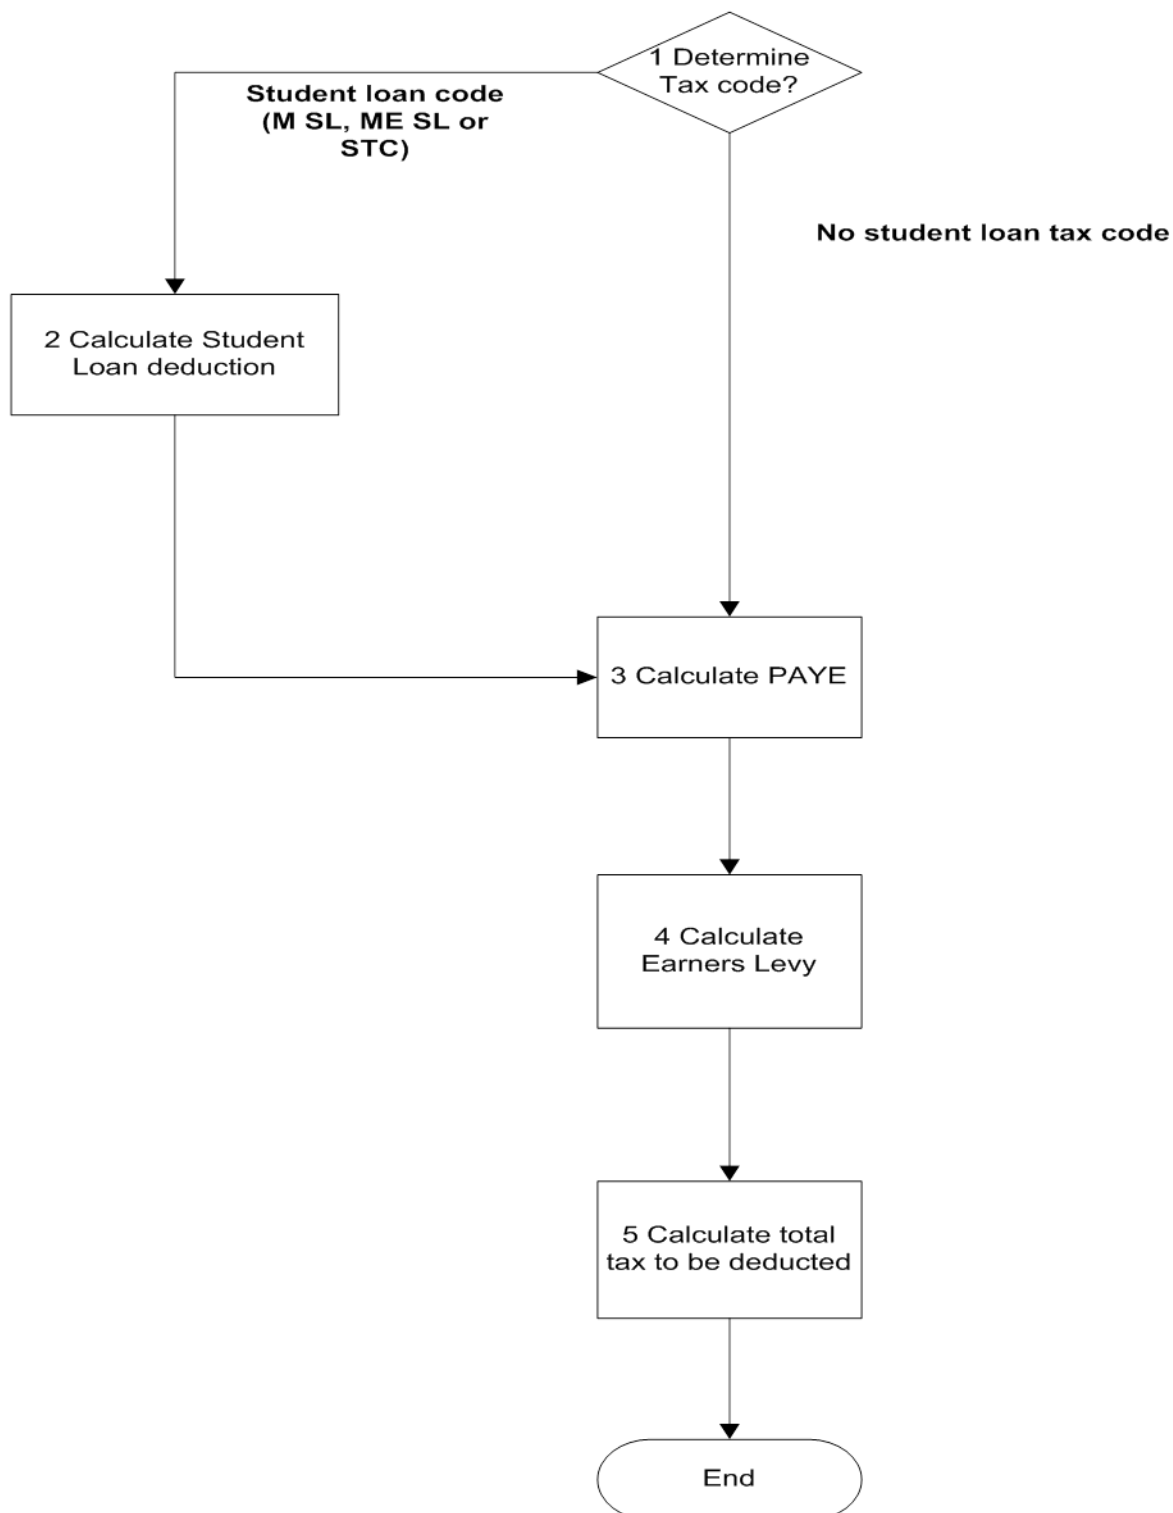 1 Determine
Tax code?
Student loan code
(M SL, ME SL or
STC)
No student loan tax code
2 Calculate Student
Loan deduction
3 Calculate PAYE
4 Calculate
Earners Levy
5 Calculate total
tax to be deducted
End